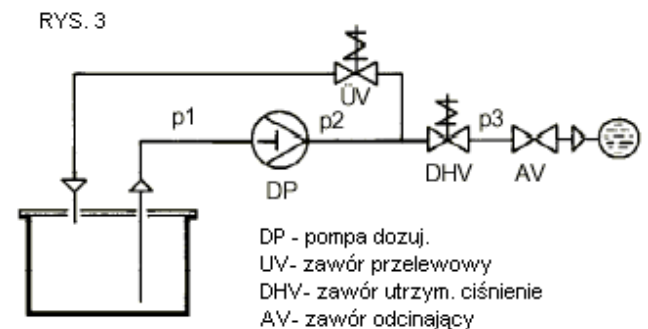 RYS. 3
ÜV
p1
p2
p3
DP
DHV
AV
DP - pompa dozuj.
UV- zawór przelewowy
DHV- zawór utrzym. ciśnienie
AV- zawór odcinający